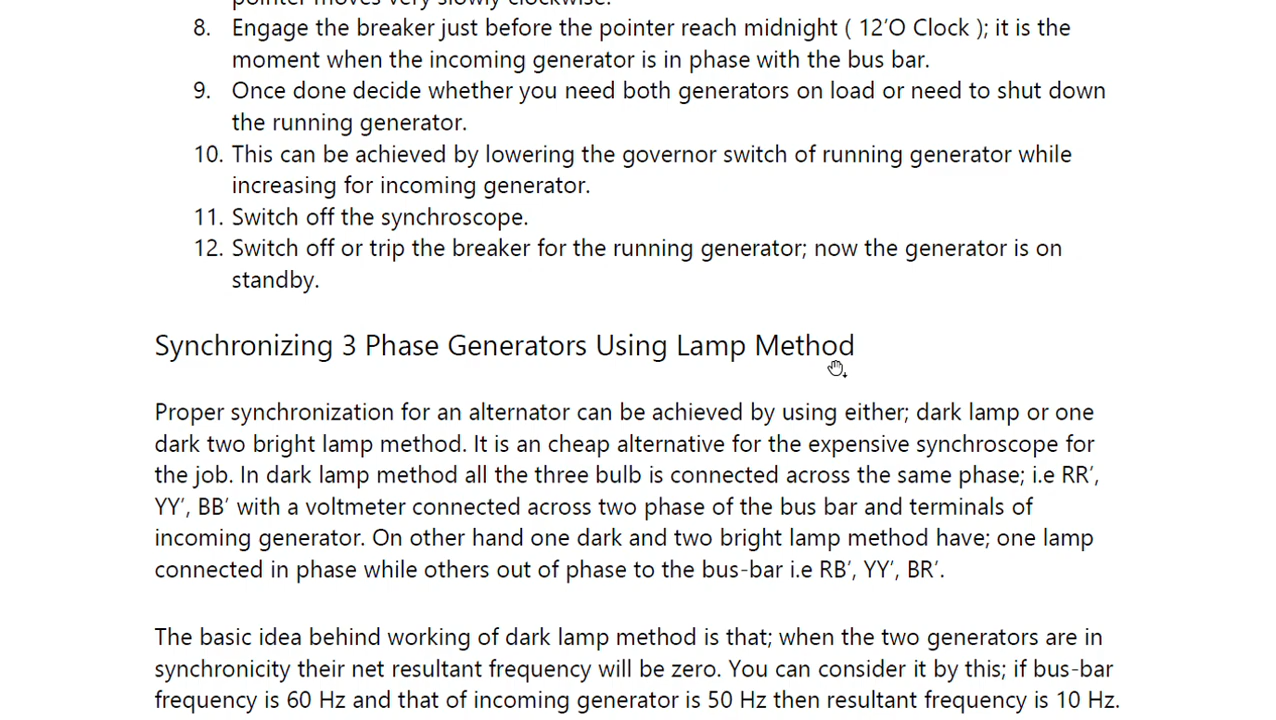 pointer moves very slowly clockwise.
8. Engage the breaker just before the pointer reach midnight ( 12’O Clock ); it is the
moment when the incoming generator is in phase with the bus bar.
9. Once done decide whether you need both generators on load or need to shut down
the running generator.
10. This can be achieved by lowering the governor switch of running generator while
increasing for incoming generator.
11. Switch off the synchroscope.
12. Switch off or trip the breaker for the running generator; now the generator is on
standby.
Synchronizing 3 Phase Generators Using Lamp Method
Proper synchronization for an alternator can be achieved by using either; dark lamp or one
dark two bright lamp method. It is an cheap alternative for the expensive synchroscope for
the job. In dark lamp method all the three bulb is connected across the same phase; i.e RR’,
YY’, BB’ with a voltmeter connected across two phase of the bus bar and terminals of
incoming generator. On other hand one dark and two bright lamp method have; one lamp
connected in phase while others out of phase to the bus-bar i.e RB’, YY’, BR’.
The basic idea behind working of dark lamp method is that; when the two generators are in
synchronicity their net resultant frequency will be zero. You can consider it by this; if bus-bar
frequency is 60 Hz and that of incoming generator is 50 Hz then resultant frequency is 10 Hz.